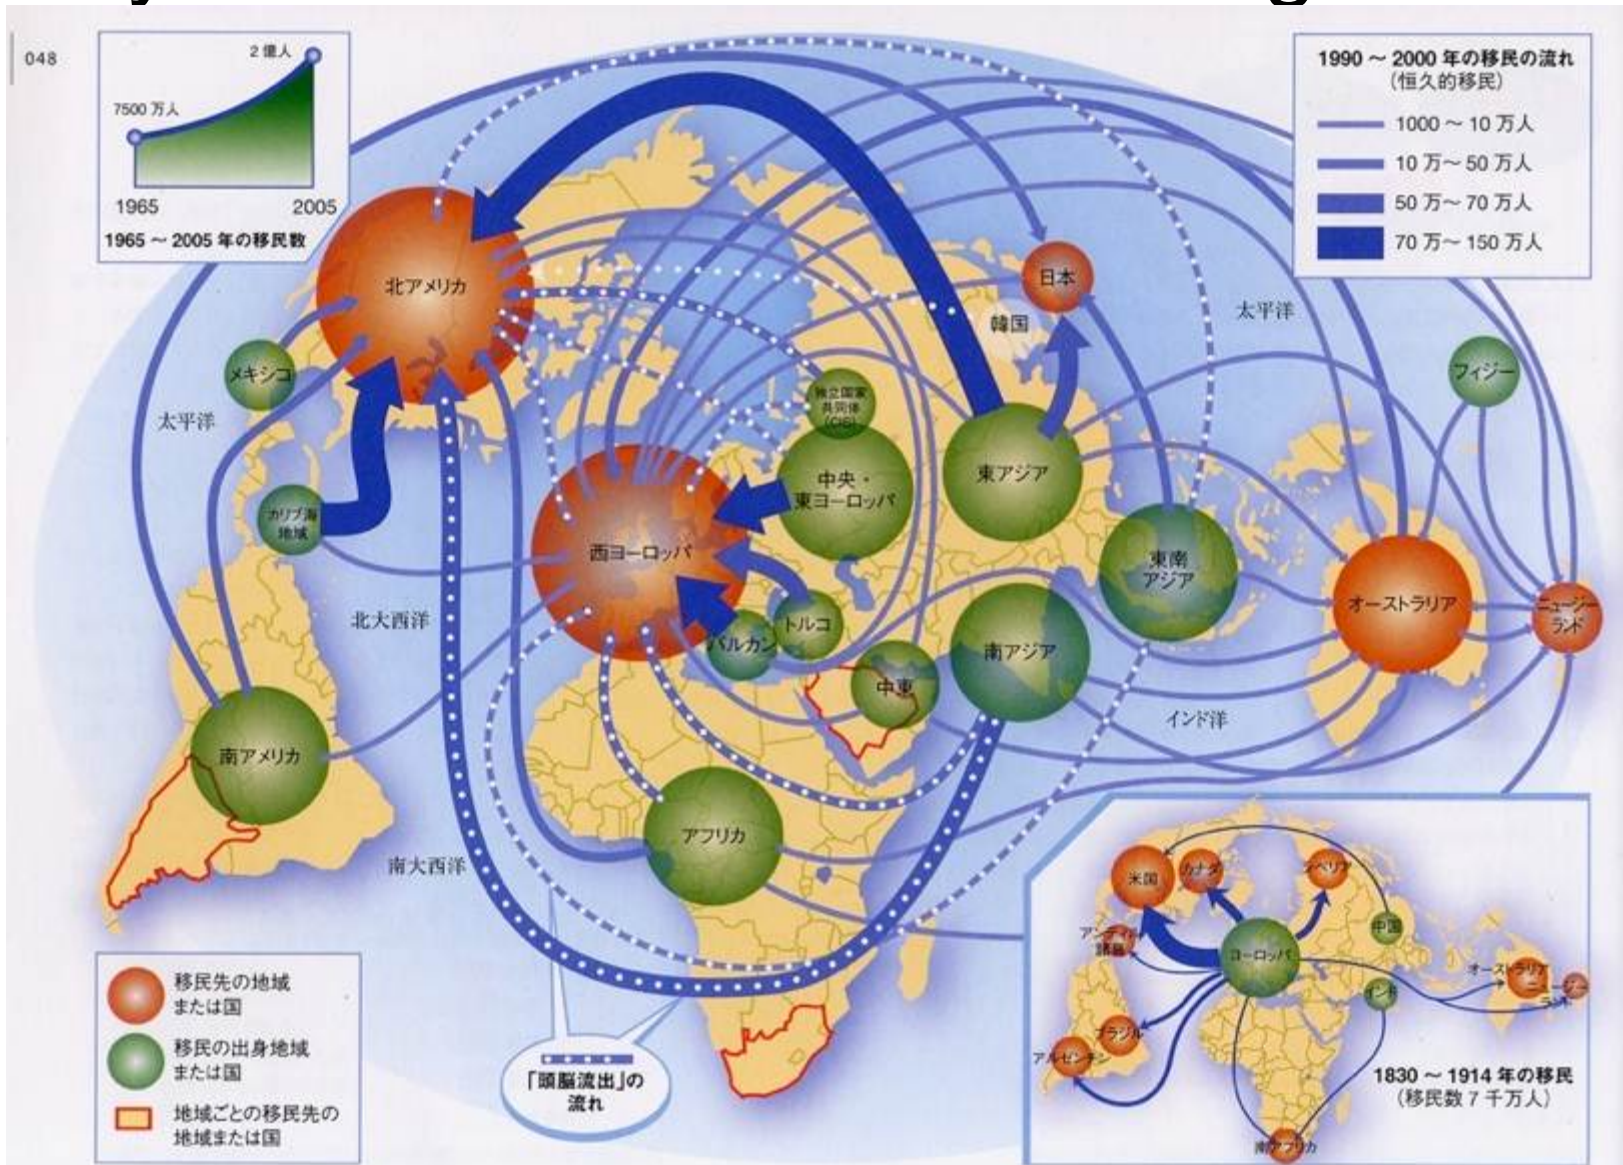 048
2億人
7500万人
1965
2005
1965～2005年の移民数
1990～2000年の移民の流れ
(恒久的移民)
1000～10万人
10万～50万人
50万～70万人
70万～150万人
北アメリカ
日本
韓国
太平洋
フィジー
メキシコ
太平洋
独立国家
共同体
(CIS)
中央・
東ヨーロッパ
東アジア
カリブ海
地域
西ヨーロッパ
東南
アジア
オーストラリア
ニュージー
ランド
北大西洋
バルカン
トルコ
南アジア
中東
インド洋
南アメリカ
アフリカ
南大西洋
移民先の地域
または国
移民の出身地域
または国
地域ごとの移民先の
地域または国
「頭脳流出」の
流れ
米国
カナダ
シベリア
中国
アンティル
諸島
ヨーロッパ
オーストラリア
ニュージー
ランド
インド
ブラジル
アルゼンチン
南アフリカ
1830～1914年の移民
(移民数7千万人)